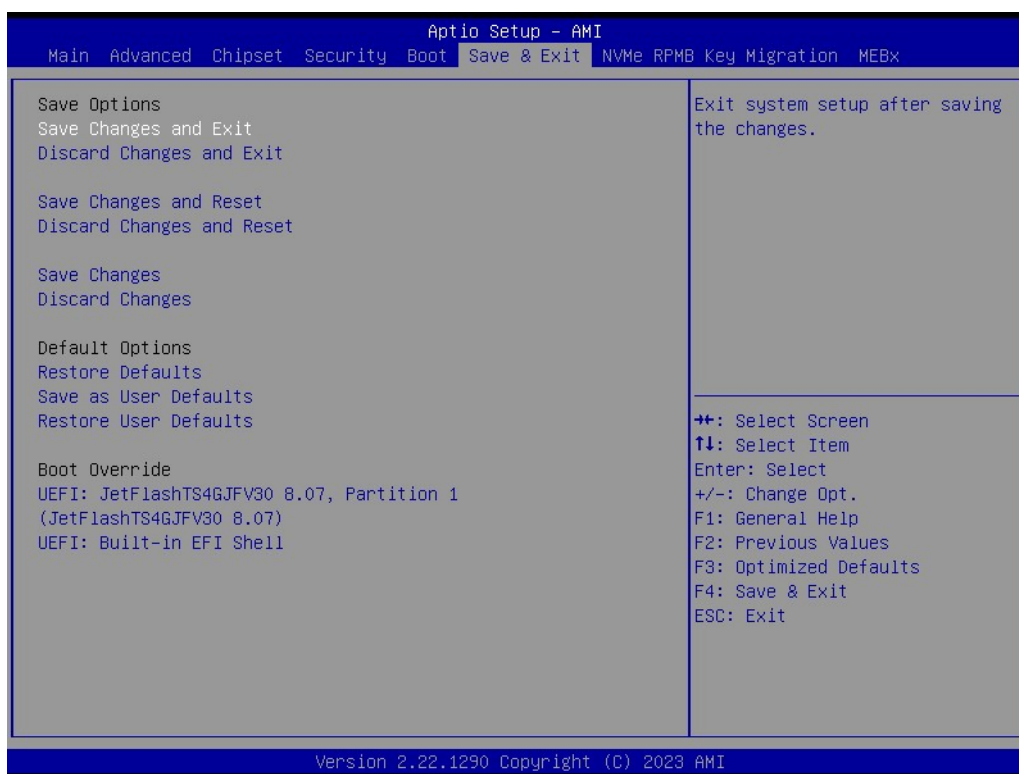 Aptio Setup – AMI
Main Advanced Chipset Security Boot Save & Exit NVMe RPMB Key Migration MEBx
Save Options
Save Changes and Exit
Discard Changes and Exit
Save Changes and Reset
Discard Changes and Reset
Save Changes
Discard Changes
Default Options
Restore Defaults
Save as User Defaults
Restore User Defaults
Boot Override
UEFI: JetFlashTS4GJFV30 8.07, Partition 1
(JetFlashTS4GJFV30 8.07)
UEFI: Built-in EFI Shell
Exit system setup after saving
the changes.
→←: Select Screen
↑↓: Select Item
Enter: Select
+/-: Change Opt.
F1: General Help
F2: Previous Values
F3: Optimized Defaults
F4: Save & Exit
ESC: Exit
Version 2.22.1290 Copyright (C) 2023 AMI